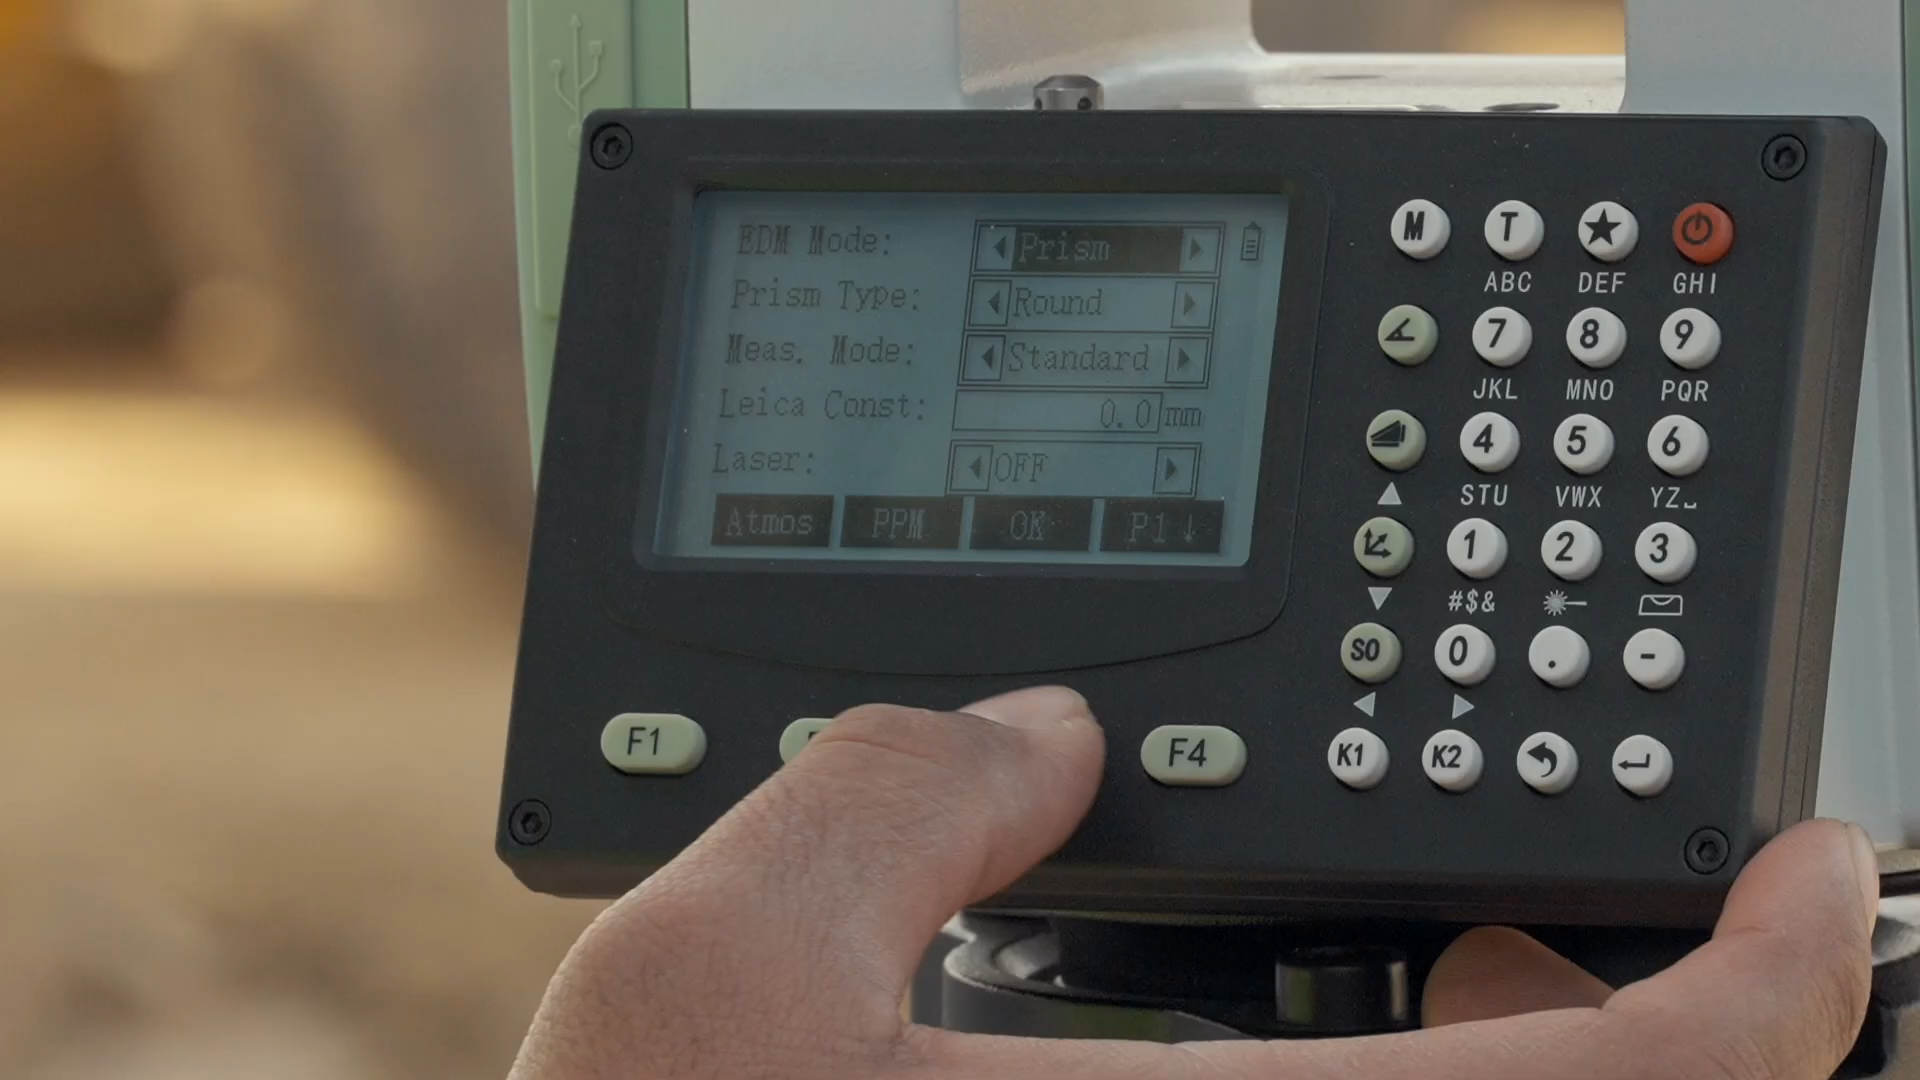 EDM Mode: Prism
Prism Type: Round
Meas. Mode: Standard
Leica Const: 0.0 mm
Laser: OFF
Atmos PPM OK P1↓
M T ★
ABC DEF GHI
7 8 9
JKL MNO PQR
4 5 6
STU VWX YZ␣
1 2 3
#$&
SO 0 . -
F1 F4 K1 K2